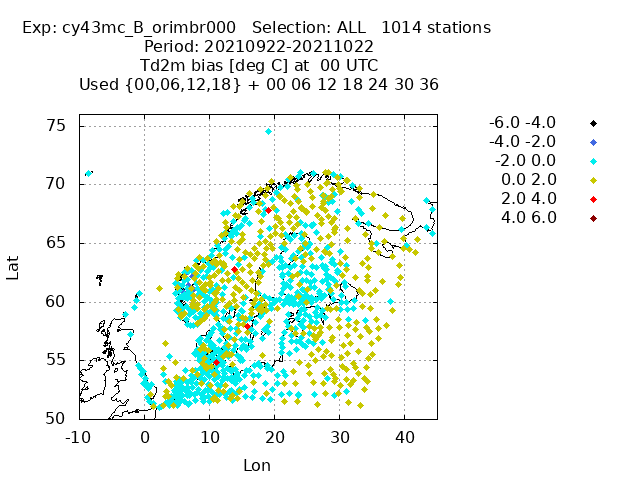 Exp: cy43mc_B_orimbr000   Selection: ALL   1014 stations
Period: 20210922-20211022
Td2m bias [deg C] at  00 UTC
Used {00,06,12,18} + 00 06 12 18 24 30 36
-6.0 -4.0
-4.0 -2.0
-2.0 0.0
0.0 2.0
2.0 4.0
4.0 6.0
75
70
65
60
55
50
Lat
-10 0 10 20 30 40
Lon